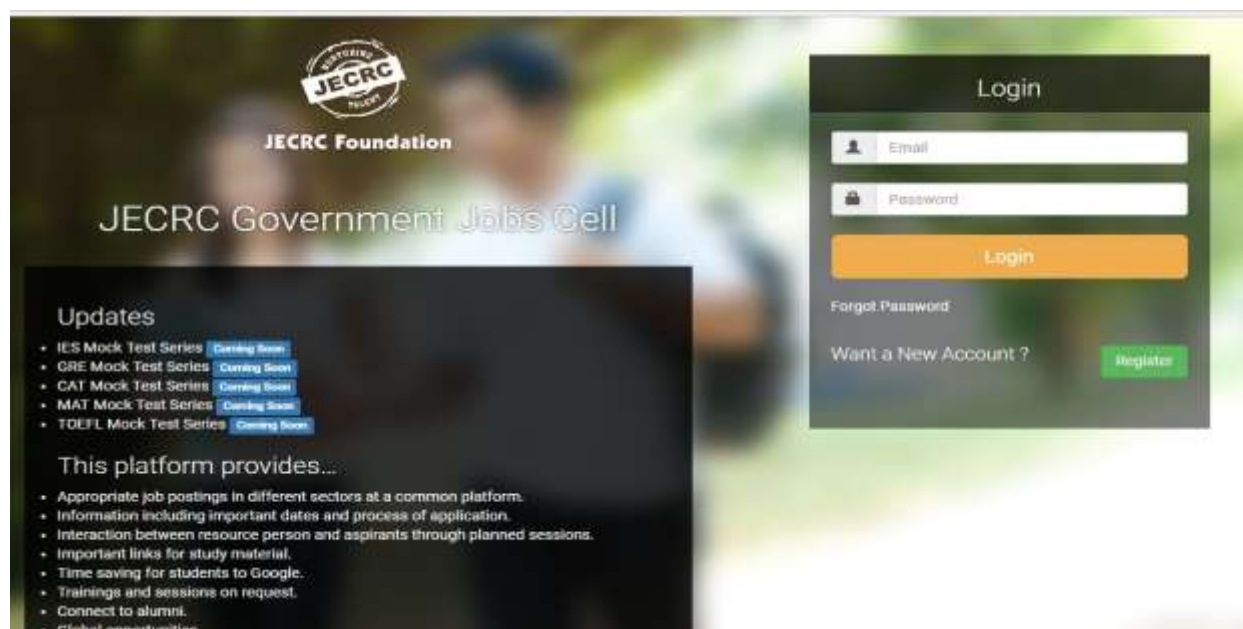 NURTURING
JECRC
TALENT
JECRC Foundation
JECRC Government Jobs Cell
Updates
IES Mock Test Series Coming Soon
GRE Mock Test Series Coming Soon
CAT Mock Test Series Coming Soon
MAT Mock Test Series Coming Soon
TOEFL Mock Test Series Coming Soon
This platform provides...
Appropriate job postings in different sectors at a common platform.
Information including important dates and process of application.
Interaction between resource person and aspirants through planned sessions.
Important links for study material.
Time saving for students to Google.
Trainings and sessions on request.
Connect to alumni.
Global opportunities
Login
Email
Password
Login
Forgot Password
Want a New Account ?
Register